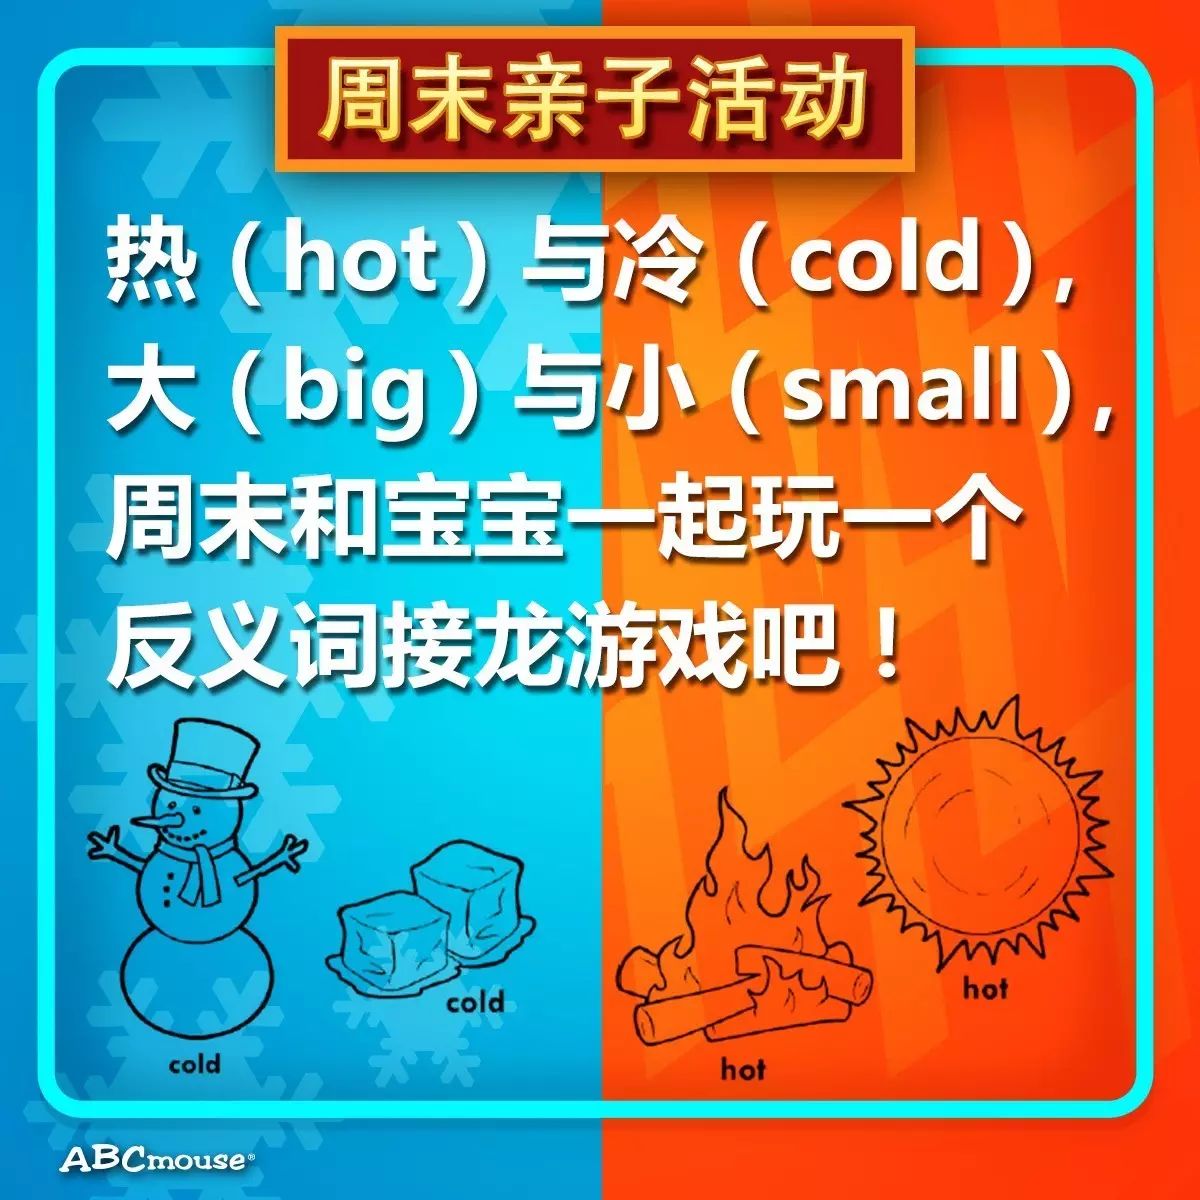 周末亲子活动
热（hot）与冷（cold），
大（big）与小（small），
周末和宝宝一起玩一个
反义词接龙游戏吧！
cold
cold
hot
hot
ABCmouse®